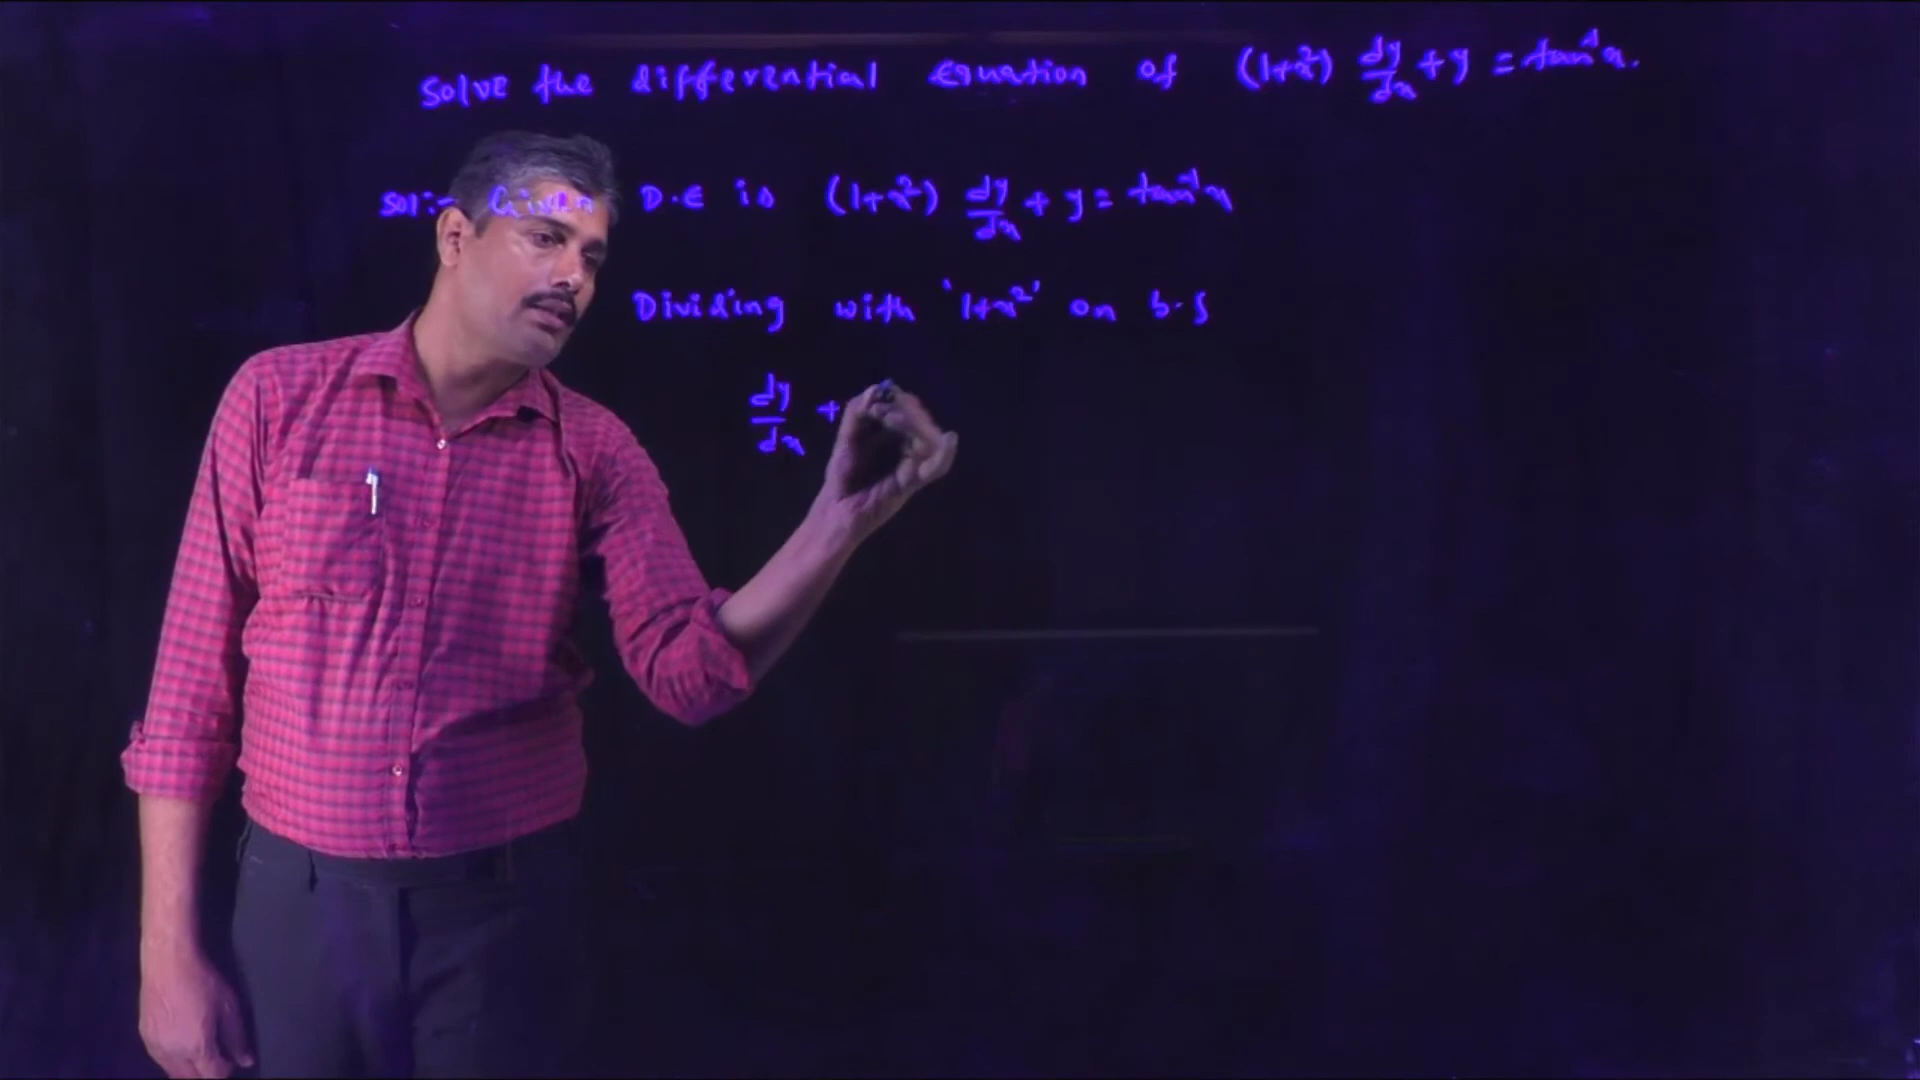 Solve the differential Equation of (1+x²) dy/dx + y = tan⁻¹x.
Sol:- Given D.E is (1+x²) dy/dx + y = tan⁻¹x
Dividing with '1+x²' on b.s
dy/dx +